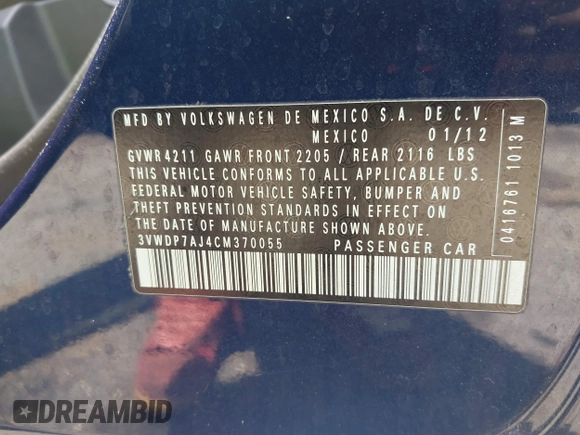 MFD BY VOLKSWAGEN DE MEXICO S.A. DE C.V.
MEXICO 01/12
GVWR 4211 GAWR FRONT 2205 / REAR 2116 LBS
THIS VEHICLE CONFORMS TO ALL APPLICABLE U.S.
FEDERAL MOTOR VEHICLE SAFETY, BUMPER AND
THEFT PREVENTION STANDARDS IN EFFECT ON
THE DATE OF MANUFACTURE SHOWN ABOVE.
3VWDP7AJ4CM370055 PASSENGER CAR
0416761 1013 M
DREAMBID